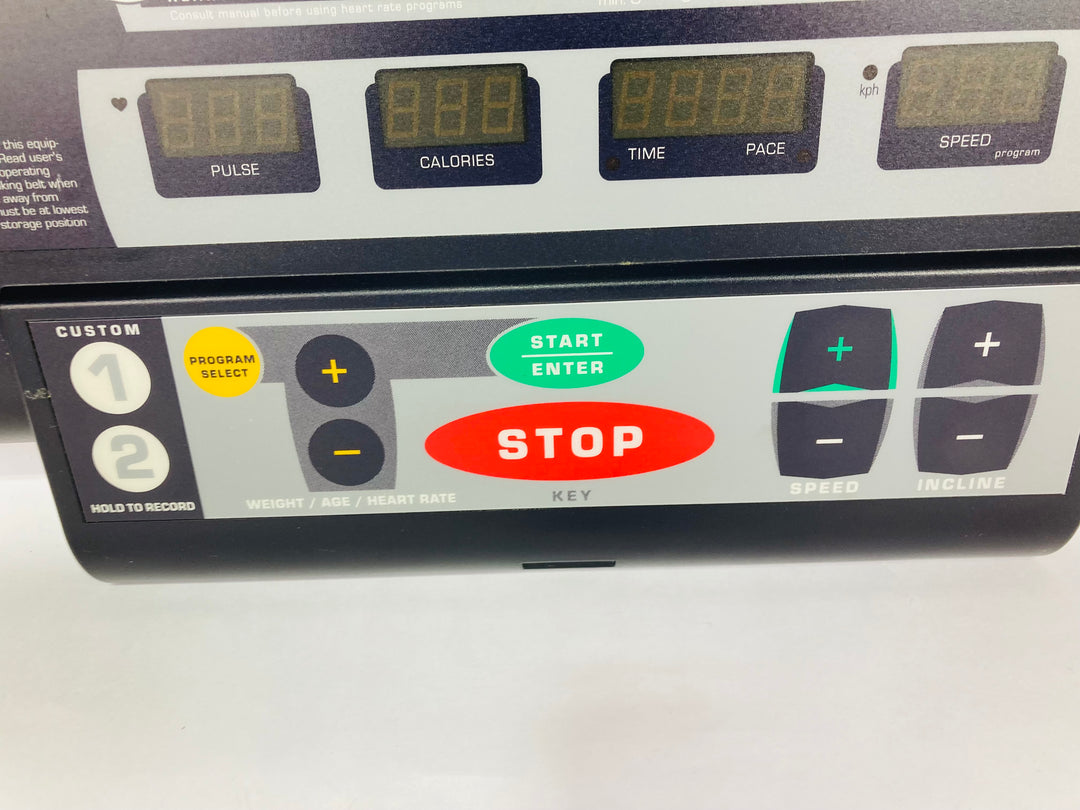 Consult manual before using heart rate programs
min.
kph
PULSE
CALORIES
TIME
PACE
SPEED
program
this equip-
Read user's
operating
king belt when
away from
ust be at lowest
storage position
CUSTOM
1
2
HOLD TO RECORD
PROGRAM
SELECT
+
−
WEIGHT / AGE / HEART RATE
START
ENTER
STOP
KEY
+
−
SPEED
+
−
INCLINE